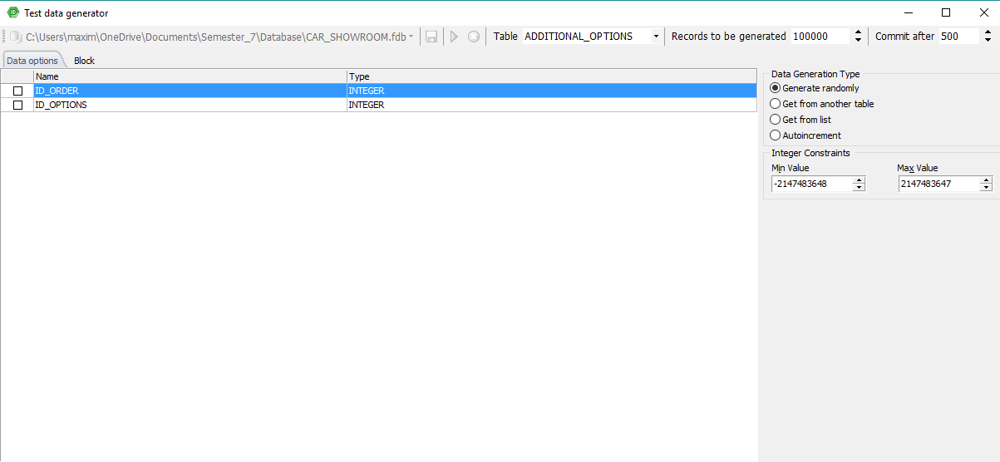 Test data generator
C:\Users\maxim\OneDrive\Documents\Semester_7\Database\CAR_SHOWROOM.fdb Table ADDITIONAL_OPTIONS Records to be generated 100000 Commit after 500
Data options Block
Name Type
ID_ORDER INTEGER
ID_OPTIONS INTEGER
Data Generation Type
Generate randomly
Get from another table
Get from list
Autoincrement
Integer Constraints
Min Value Max Value
-2147483648 2147483647